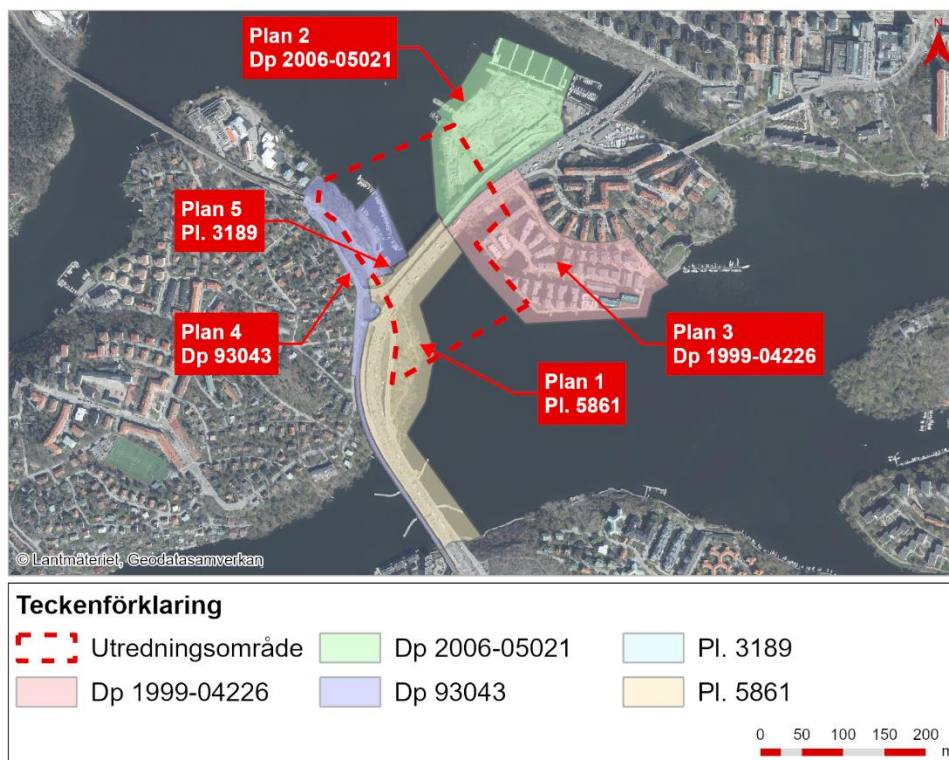 Plan 2
Dp 2006-05021
N
Plan 5
Pl. 3189
Plan 4
Dp 93043
Plan 3
Dp 1999-04226
Plan 1
Pl. 5861
© Lantmäteriet, Geodatasamverkan
Teckenförklaring
Utredningsområde
Dp 2006-05021
Pl. 3189
Dp 1999-04226
Dp 93043
Pl. 5861
0 50 100 150 200
m